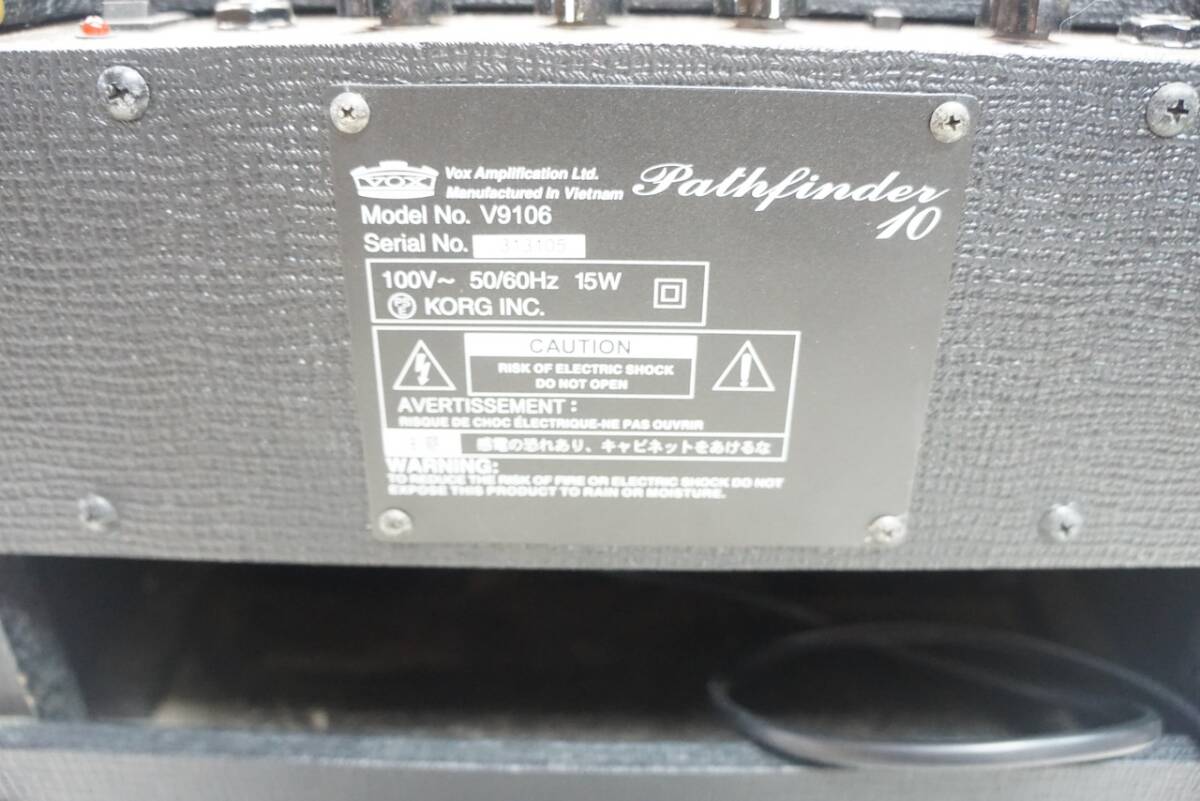 VOX
Vox Amplification Ltd.
Manufactured in Vietnam
Pathfinder
10
Model No. V9106
Serial No. 313105
100V~ 50/60Hz 15W
KORG INC.
CAUTION
RISK OF ELECTRIC SHOCK
DO NOT OPEN
AVERTISSEMENT :
RISQUE DE CHOC ÉLECTRIQUE-NE PAS OUVRIR
感電の恐れあり、キャビネットをあけるな
WARNING:
TO REDUCE THE RISK OF FIRE OR ELECTRIC SHOCK DO NOT
EXPOSE THIS PRODUCT TO RAIN OR MOISTURE.